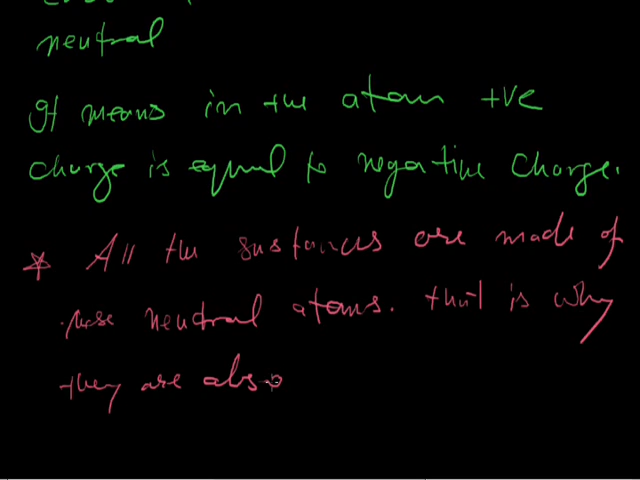 neutral
It means in the atom +ve
charge is equal to negative charge.
* All the sustances are made of
these neutral atoms. that is why
they are also